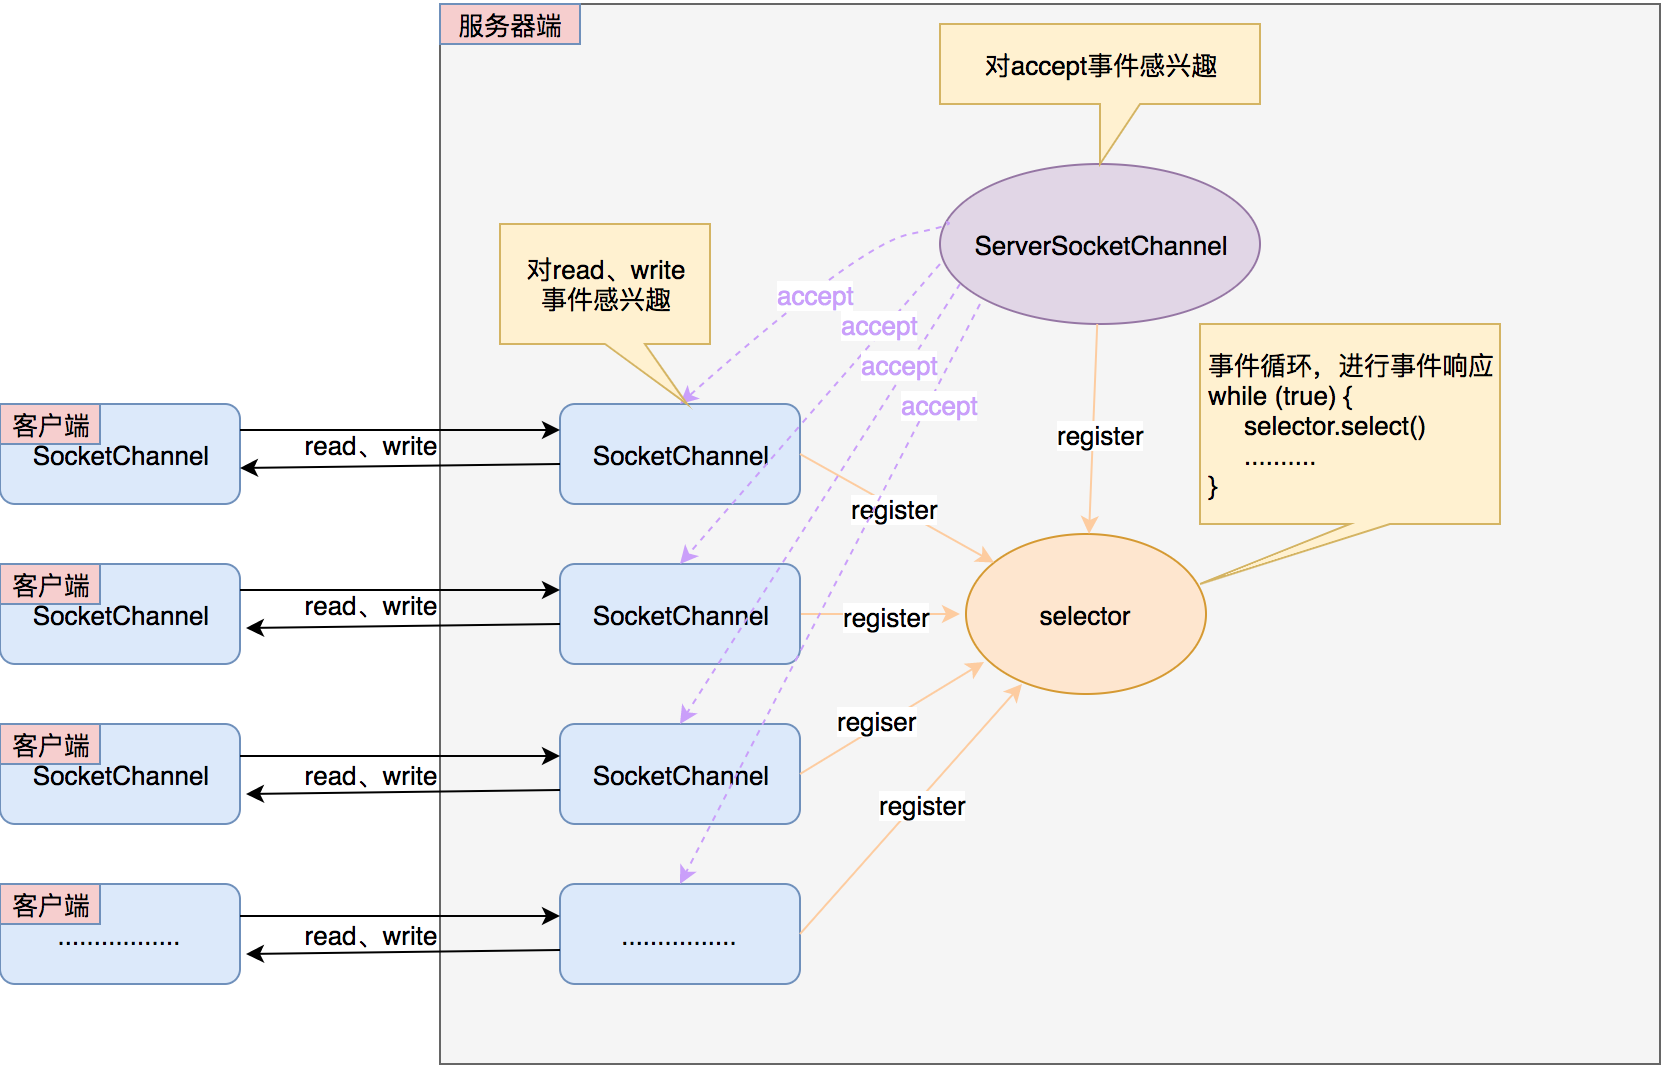 服务器端
对accept事件感兴趣
ServerSocketChannel
对read、write
事件感兴趣
accept
accept
accept
accept
事件循环，进行事件响应
while (true) {
selector.select()
..........
}
register
客户端
SocketChannel
read、write
SocketChannel
register
客户端
SocketChannel
read、write
SocketChannel
register
selector
客户端
SocketChannel
read、write
SocketChannel
regiser
register
客户端
.................
read、write
................